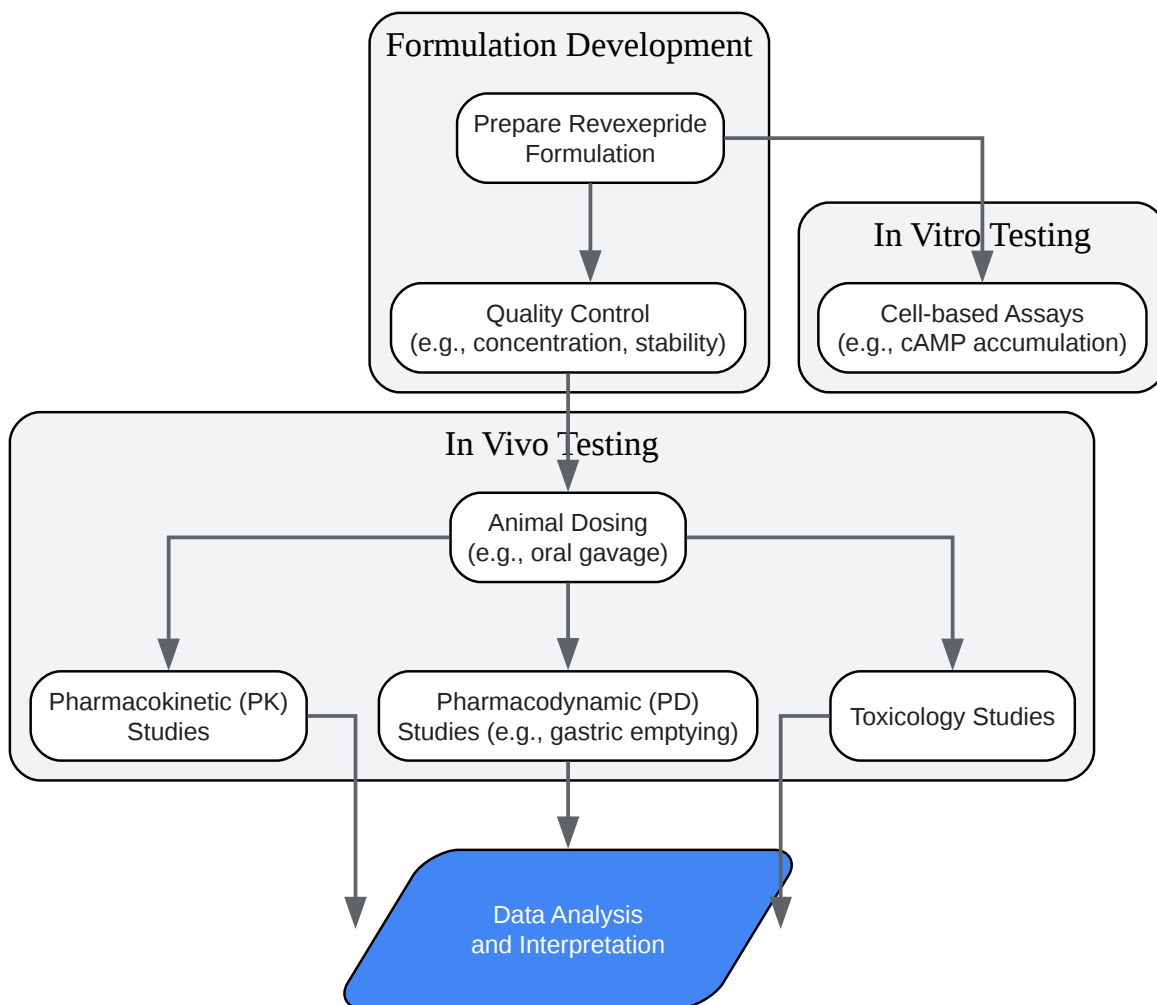 Formulation Development
Prepare Revexepride
Formulation
In Vitro Testing
Quality Control
(e.g., concentration, stability)
Cell-based Assays
(e.g., cAMP accumulation)
In Vivo Testing
Animal Dosing
(e.g., oral gavage)
Pharmacokinetic (PK)
Studies
Pharmacodynamic (PD)
Studies (e.g., gastric emptying)
Toxicology Studies
Data Analysis
and Interpretation